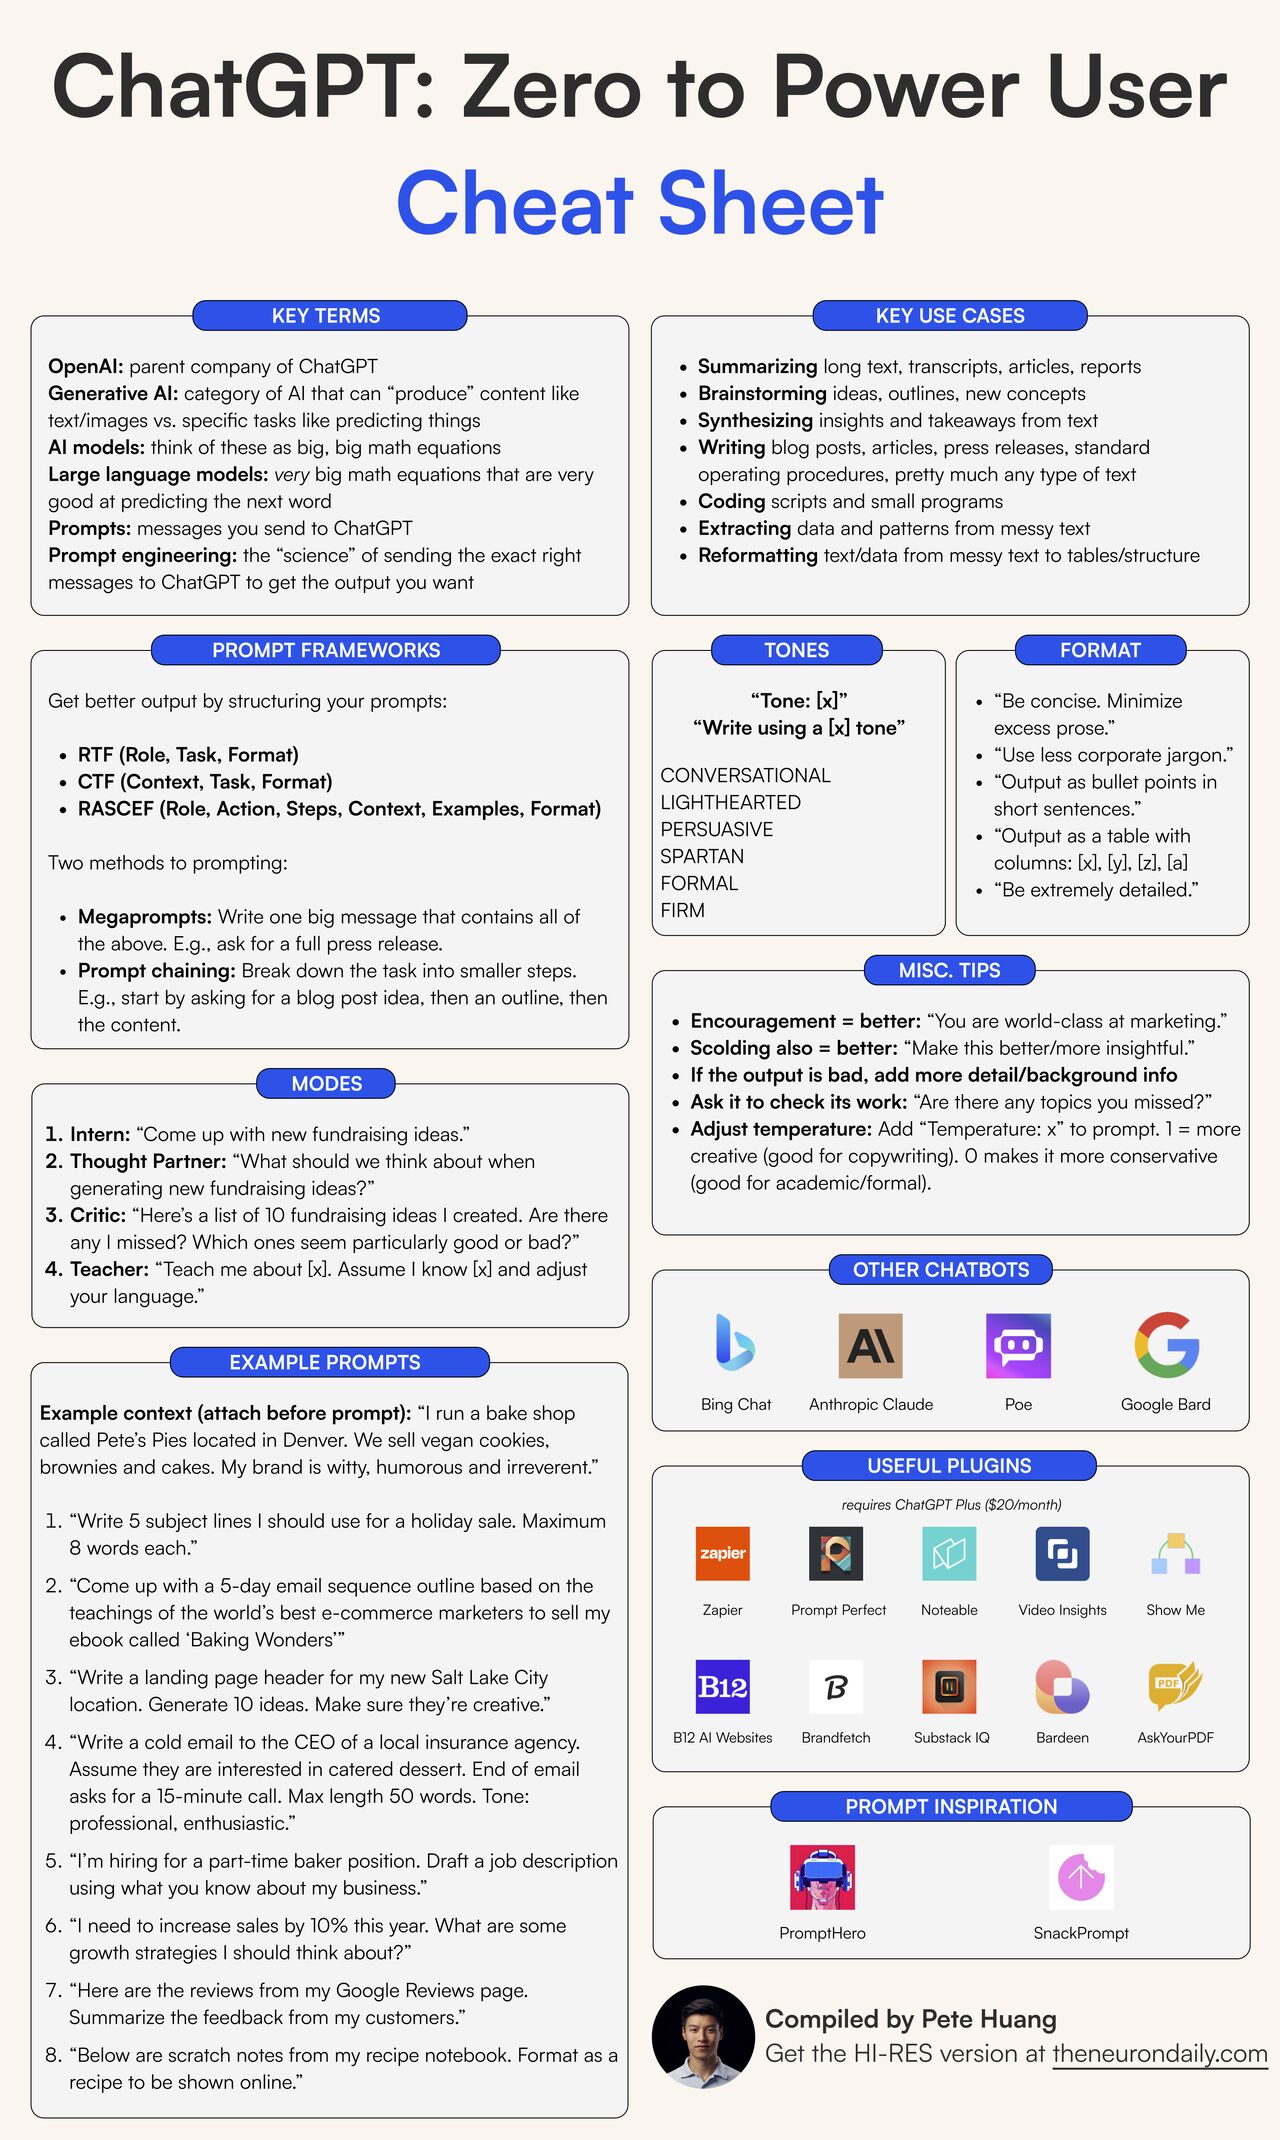 ChatGPT: Zero to Power User
Cheat Sheet
KEY TERMS
OpenAI: parent company of ChatGPT
Generative AI: category of AI that can “produce” content like
text/images vs. specific tasks like predicting things
AI models: think of these as big, big math equations
Large language models: very big math equations that are very
good at predicting the next word
Prompts: messages you send to ChatGPT
Prompt engineering: the “science” of sending the exact right
messages to ChatGPT to get the output you want
KEY USE CASES
• Summarizing long text, transcripts, articles, reports
• Brainstorming ideas, outlines, new concepts
• Synthesizing insights and takeaways from text
• Writing blog posts, articles, press releases, standard
operating procedures, pretty much any type of text
• Coding scripts and small programs
• Extracting data and patterns from messy text
• Reformatting text/data from messy text to tables/structure
PROMPT FRAMEWORKS
Get better output by structuring your prompts:
• RTF (Role, Task, Format)
• CTF (Context, Task, Format)
• RASCEF (Role, Action, Steps, Context, Examples, Format)
Two methods to prompting:
• Megaprompts: Write one big message that contains all of
the above. E.g., ask for a full press release.
• Prompt chaining: Break down the task into smaller steps.
E.g., start by asking for a blog post idea, then an outline, then
the content.
TONES
“Tone: [x]”
“Write using a [x] tone”
CONVERSATIONAL
LIGHTHEARTED
PERSUASIVE
SPARTAN
FORMAL
FIRM
FORMAT
• “Be concise. Minimize
excess prose.”
• “Use less corporate jargon.”
• “Output as bullet points in
short sentences.”
• “Output as a table with
columns: [x], [y], [z], [a]
• “Be extremely detailed.”
MODES
1. Intern: “Come up with new fundraising ideas.”
2. Thought Partner: “What should we think about when
generating new fundraising ideas?”
3. Critic: “Here’s a list of 10 fundraising ideas I created. Are there
any I missed? Which ones seem particularly good or bad?”
4. Teacher: “Teach me about [x]. Assume I know [x] and adjust
your language.”
MISC. TIPS
• Encouragement = better: “You are world-class at marketing.”
• Scolding also = better: “Make this better/more insightful.”
• If the output is bad, add more detail/background info
• Ask it to check its work: “Are there any topics you missed?”
• Adjust temperature: Add “Temperature: x” to prompt. 1 = more
creative (good for copywriting). 0 makes it more conservative
(good for academic/formal).
EXAMPLE PROMPTS
Example context (attach before prompt): “I run a bake shop
called Pete’s Pies located in Denver. We sell vegan cookies,
brownies and cakes. My brand is witty, humorous and irreverent.”
1. “Write 5 subject lines I should use for a holiday sale. Maximum
8 words each.”
2. “Come up with a 5-day email sequence outline based on the
teachings of the world’s best e-commerce marketers to sell my
ebook called ‘Baking Wonders’”
3. “Write a landing page header for my new Salt Lake City
location. Generate 10 ideas. Make sure they’re creative.”
4. “Write a cold email to the CEO of a local insurance agency.
Assume they are interested in catered dessert. End of email
asks for a 15-minute call. Max length 50 words. Tone:
professional, enthusiastic.”
5. “I’m hiring for a part-time baker position. Draft a job description
using what you know about my business.”
6. “I need to increase sales by 10% this year. What are some
growth strategies I should think about?”
7. “Here are the reviews from my Google Reviews page.
Summarize the feedback from my customers.”
8. “Below are scratch notes from my recipe notebook. Format as a
recipe to be shown online.”
OTHER CHATBOTS
Bing Chat
Anthropic Claude
Poe
Google Bard
USEFUL PLUGINS
requires ChatGPT Plus ($20/month)
zapier
Zapier
Prompt Perfect
Noteable
Video Insights
Show Me
B12
B
PDF
B12 AI Websites
Brandfetch
Substack IQ
Bardeen
AskYourPDF
PROMPT INSPIRATION
PromptHero
SnackPrompt
Compiled by Pete Huang
Get the HI-RES version at theneurondaily.com